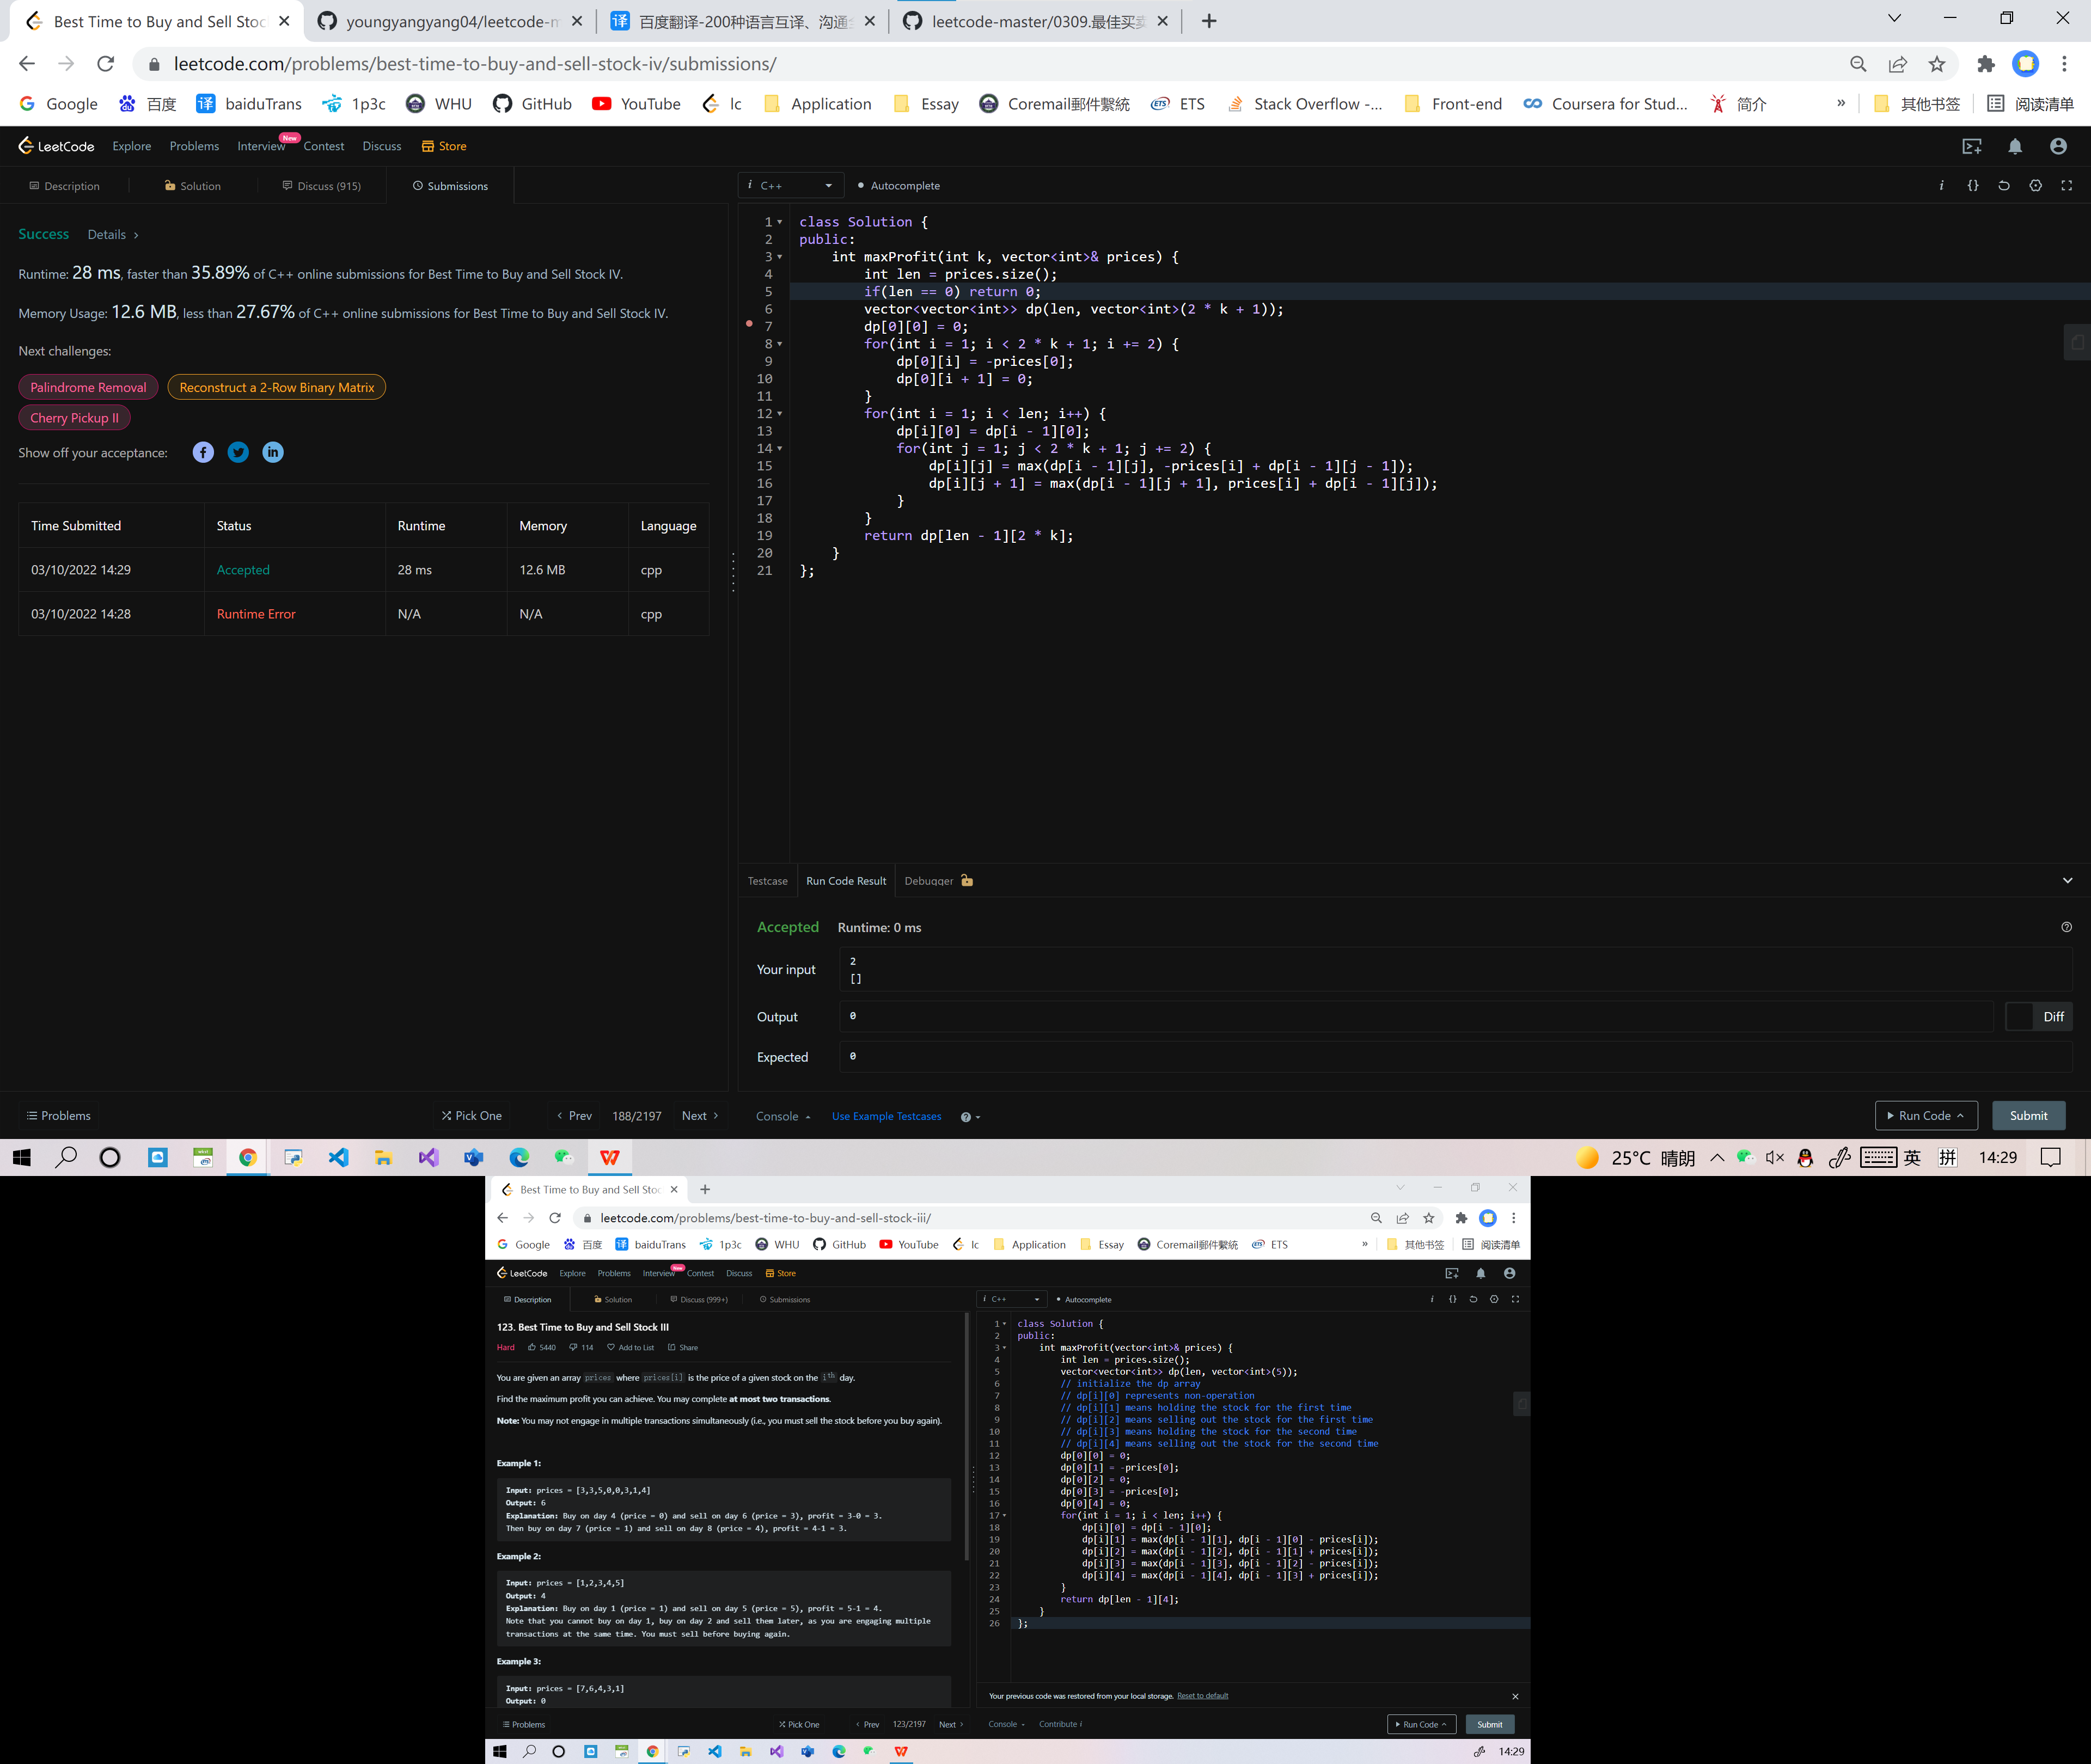 Best Time to Buy and Sell Stoc
youngyangyang04/leetcode-m
百度翻译-200种语言互译、沟通
leetcode-master/0309.最佳买卖
leetcode.com/problems/best-time-to-buy-and-sell-stock-iv/submissions/
Google 百度 译 baiduTrans 1p3c WHU GitHub YouTube lc Application Essay Coremail郵件繫統 ETS Stack Overflow -... Front-end Coursera for Stud... 简介 » 其他书签 阅读清单
LeetCode Explore Problems Interview New Contest Discuss Store
Description Solution Discuss (915) Submissions
i C++ Autocomplete
Success Details >
Runtime: 28 ms, faster than 35.89% of C++ online submissions for Best Time to Buy and Sell Stock IV.
Memory Usage: 12.6 MB, less than 27.67% of C++ online submissions for Best Time to Buy and Sell Stock IV.
Next challenges:
Palindrome Removal Reconstruct a 2-Row Binary Matrix
Cherry Pickup II
Show off your acceptance:
Time Submitted Status Runtime Memory Language
03/10/2022 14:29 Accepted 28 ms 12.6 MB cpp
03/10/2022 14:28 Runtime Error N/A N/A cpp
1 class Solution {
2 public:
3 int maxProfit(int k, vector<int>& prices) {
4 int len = prices.size();
5 if(len == 0) return 0;
6 vector<vector<int>> dp(len, vector<int>(2 * k + 1));
7 dp[0][0] = 0;
8 for(int i = 1; i < 2 * k + 1; i += 2) {
9 dp[0][i] = -prices[0];
10 dp[0][i + 1] = 0;
11 }
12 for(int i = 1; i < len; i++) {
13 dp[i][0] = dp[i - 1][0];
14 for(int j = 1; j < 2 * k + 1; j += 2) {
15 dp[i][j] = max(dp[i - 1][j], -prices[i] + dp[i - 1][j - 1]);
16 dp[i][j + 1] = max(dp[i - 1][j + 1], prices[i] + dp[i - 1][j]);
17 }
18 }
19 return dp[len - 1][2 * k];
20 }
21 };
Testcase Run Code Result Debugger
Accepted Runtime: 0 ms
Your input 2
[]
Output 0 Diff
Expected 0
Problems Pick One < Prev 188/2197 Next > Console Use Example Testcases Run Code Submit
25°C 晴朗 英 拼 14:29
Best Time to Buy and Sell Stoc
leetcode.com/problems/best-time-to-buy-and-sell-stock-iii/
Google 百度 译 baiduTrans 1p3c WHU GitHub YouTube lc Application Essay Coremail郵件繫統 ETS » 其他书签 阅读清单
LeetCode Explore Problems Interview New Contest Discuss Store
Description Solution Discuss (999+) Submissions
i C++ Autocomplete
123. Best Time to Buy and Sell Stock III
Hard 5440 114 Add to List Share
You are given an array prices where prices[i] is the price of a given stock on the ith day.
Find the maximum profit you can achieve. You may complete at most two transactions.
Note: You may not engage in multiple transactions simultaneously (i.e., you must sell the stock before you buy again).
Example 1:
Input: prices = [3,3,5,0,0,3,1,4]
Output: 6
Explanation: Buy on day 4 (price = 0) and sell on day 6 (price = 3), profit = 3-0 = 3.
Then buy on day 7 (price = 1) and sell on day 8 (price = 4), profit = 4-1 = 3.
Example 2:
Input: prices = [1,2,3,4,5]
Output: 4
Explanation: Buy on day 1 (price = 1) and sell on day 5 (price = 5), profit = 5-1 = 4.
Note that you cannot buy on day 1, buy on day 2 and sell them later, as you are engaging multiple
transactions at the same time. You must sell before buying again.
Example 3:
Input: prices = [7,6,4,3,1]
Output: 0
1 class Solution {
2 public:
3 int maxProfit(vector<int>& prices) {
4 int len = prices.size();
5 vector<vector<int>> dp(len, vector<int>(5));
6 // initialize the dp array
7 // dp[i][0] represents non-operation
8 // dp[i][1] means holding the stock for the first time
9 // dp[i][2] means selling out the stock for the first time
10 // dp[i][3] means holding the stock for the second time
11 // dp[i][4] means selling out the stock for the second time
12 dp[0][0] = 0;
13 dp[0][1] = -prices[0];
14 dp[0][2] = 0;
15 dp[0][3] = -prices[0];
16 dp[0][4] = 0;
17 for(int i = 1; i < len; i++) {
18 dp[i][0] = dp[i - 1][0];
19 dp[i][1] = max(dp[i - 1][1], dp[i - 1][0] - prices[i]);
20 dp[i][2] = max(dp[i - 1][2], dp[i - 1][1] + prices[i]);
21 dp[i][3] = max(dp[i - 1][3], dp[i - 1][2] - prices[i]);
22 dp[i][4] = max(dp[i - 1][4], dp[i - 1][3] + prices[i]);
23 }
24 return dp[len - 1][4];
25 }
26 };
Your previous code was restored from your local storage. Reset to default
Problems Pick One < Prev 123/2197 Next > Console Contribute i Run Code Submit
14:29